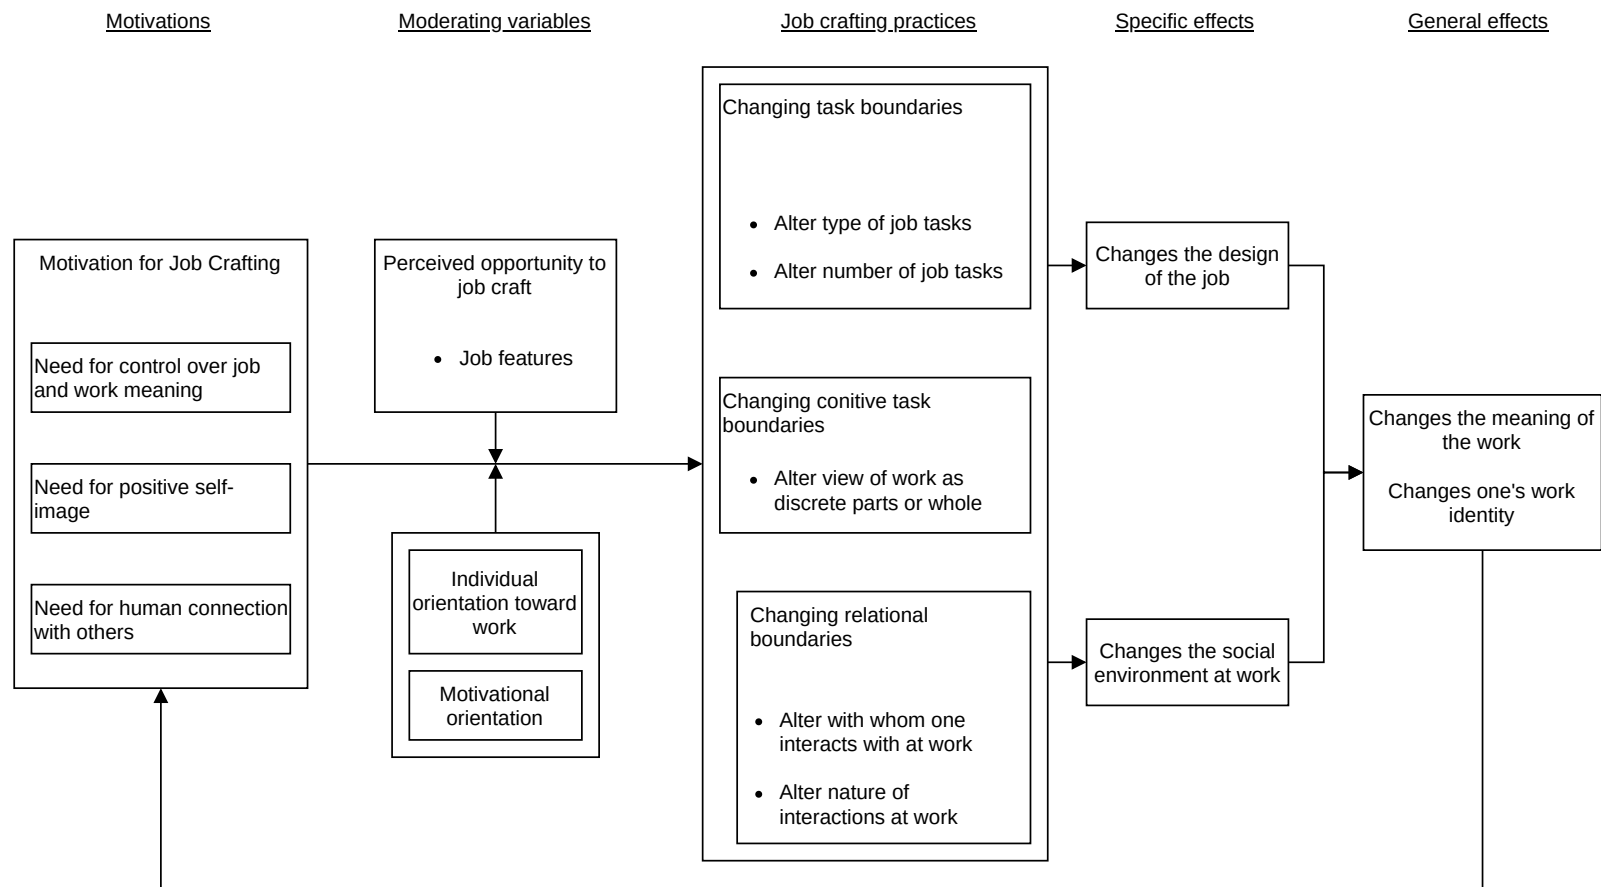 Motivations
Moderating variables
Job crafting practices
Specific effects
General effects
Motivation for Job Crafting
Need for control over job
and work meaning
Need for positive self-
image
Need for human connection
with others
Perceived opportunity to
job craft
• Job features
Individual
orientation toward
work
Motivational
orientation
Changing task boundaries
• Alter type of job tasks
• Alter number of job tasks
Changing conitive task
boundaries
• Alter view of work as
discrete parts or whole
Changing relational
boundaries
• Alter with whom one
interacts with at work
• Alter nature of
interactions at work
Changes the design
of the job
Changes the social
environment at work
Changes the meaning of
the work
Changes one's work
identity